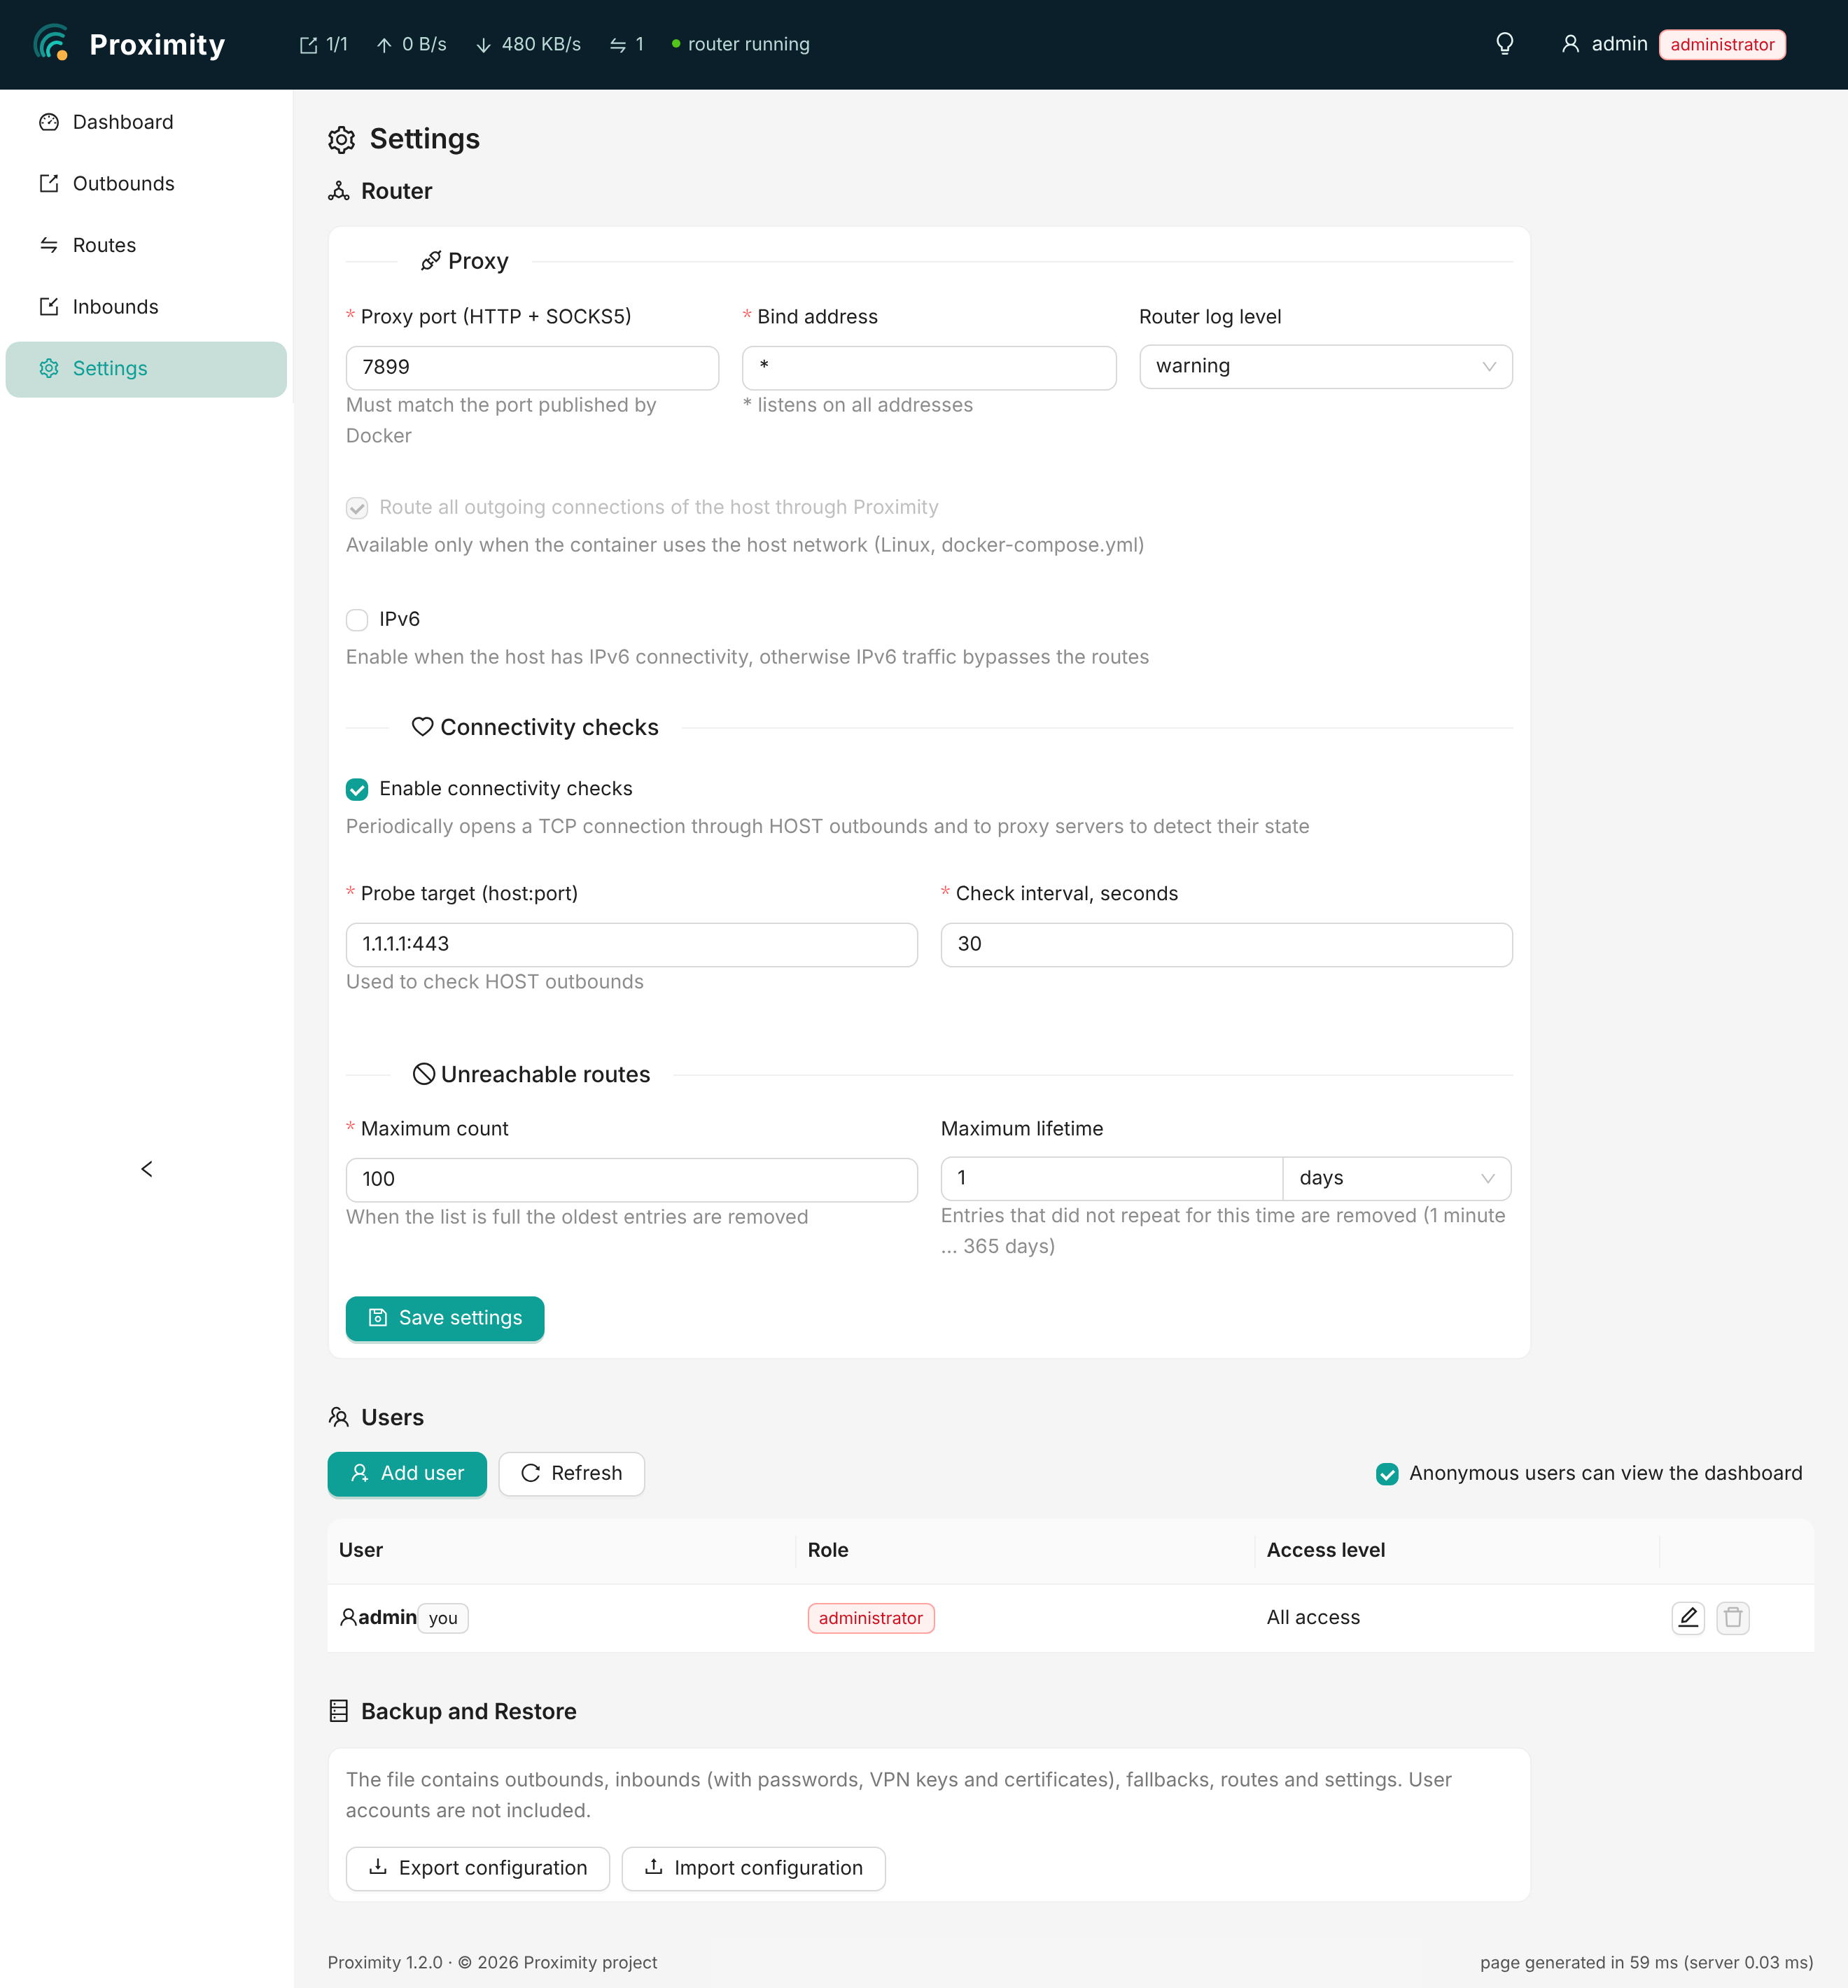 Proximity
1/1 0 B/s 480 KB/s 1 router running
admin administrator
Dashboard
Outbounds
Routes
Inbounds
Settings
Settings
Router
Proxy
* Proxy port (HTTP + SOCKS5)
7899
Must match the port published by
Docker
* Bind address
*
* listens on all addresses
Router log level
warning
Route all outgoing connections of the host through Proximity
Available only when the container uses the host network (Linux, docker-compose.yml)
IPv6
Enable when the host has IPv6 connectivity, otherwise IPv6 traffic bypasses the routes
Connectivity checks
Enable connectivity checks
Periodically opens a TCP connection through HOST outbounds and to proxy servers to detect their state
* Probe target (host:port)
1.1.1.1:443
Used to check HOST outbounds
* Check interval, seconds
30
Unreachable routes
* Maximum count
100
When the list is full the oldest entries are removed
Maximum lifetime
1 days
Entries that did not repeat for this time are removed (1 minute
... 365 days)
Save settings
Users
Add user Refresh
Anonymous users can view the dashboard
User Role Access level
admin you administrator All access
Backup and Restore
The file contains outbounds, inbounds (with passwords, VPN keys and certificates), fallbacks, routes and settings. User
accounts are not included.
Export configuration Import configuration
Proximity 1.2.0 · © 2026 Proximity project
page generated in 59 ms (server 0.03 ms)